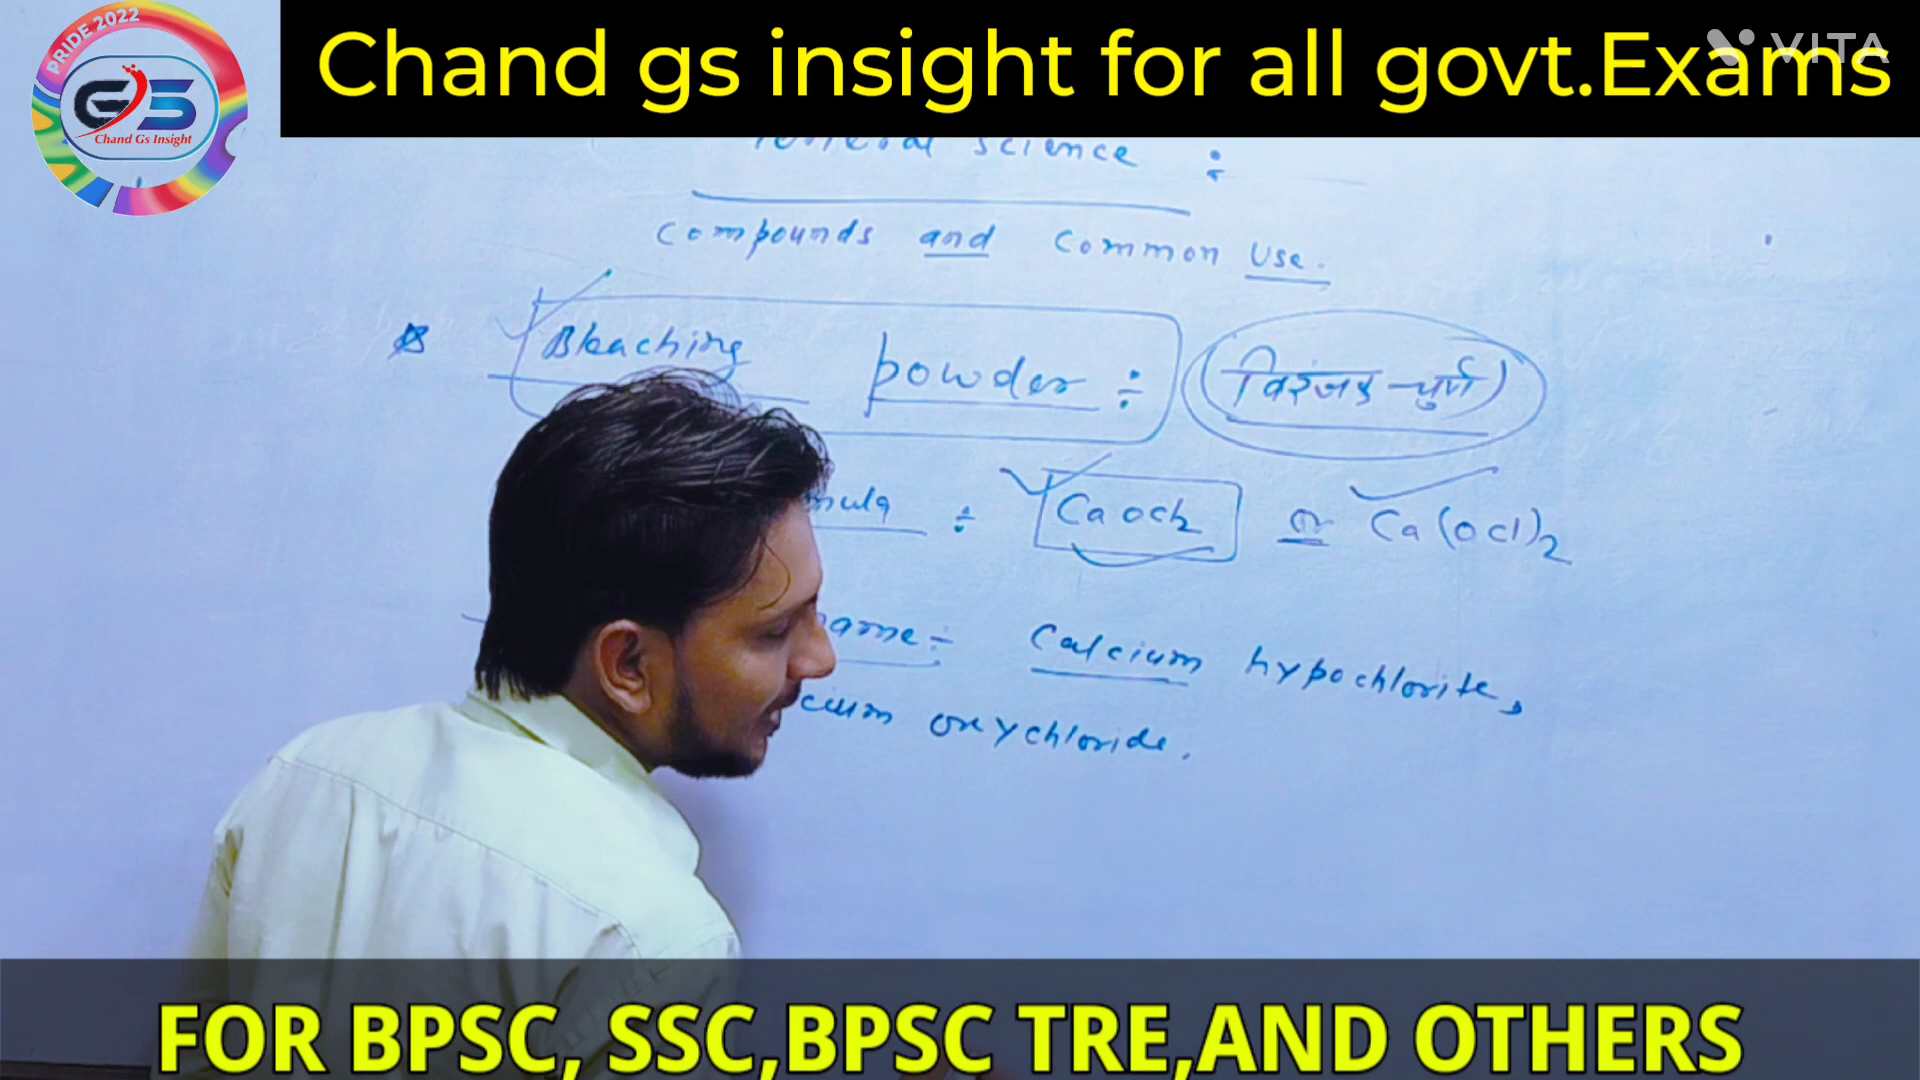 PRIDE 2022
GS
Chand Gs Insight
Chand gs insight for all govt.Exams
VITA
science :
Compounds and Common Use.
Bleaching powder ÷ (विरंजक-चुर्ण)
mula ÷ CaOCl2 or Ca(OCl)2
ame:- Calcium hypochlorite,
cium oxychloride.
FOR BPSC, SSC,BPSC TRE,AND OTHERS